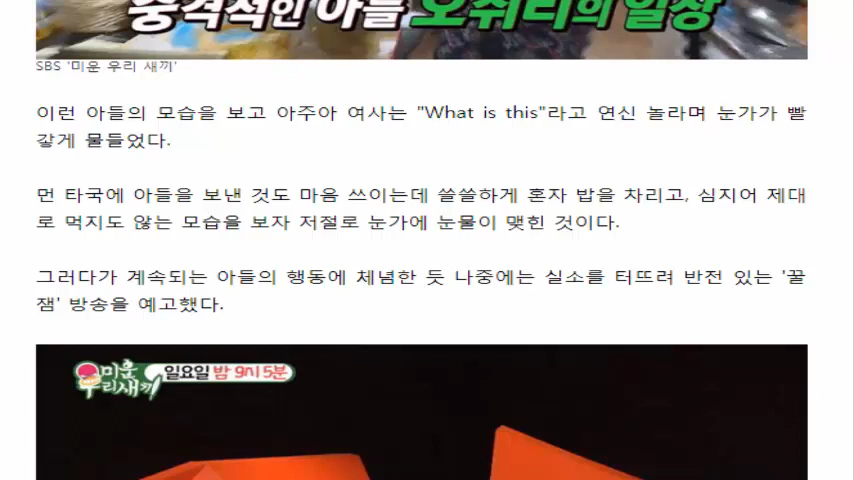 충격적인 아들 오취리의 일상
SBS '미운 우리 새끼'
이런 아들의 모습을 보고 아주아 여사는 "What is this"라고 연신 놀라며 눈가가 빨
갛게 물들었다.
먼 타국에 아들을 보낸 것도 마음 쓰이는데 쓸쓸하게 혼자 밥을 차리고, 심지어 제대
로 먹지도 않는 모습을 보자 저절로 눈가에 눈물이 맺힌 것이다.
그러다가 계속되는 아들의 행동에 체념한 듯 나중에는 실소를 터뜨려 반전 있는 '꿀
잼' 방송을 예고했다.
미운
우리새끼
일요일 밤 9시 5분